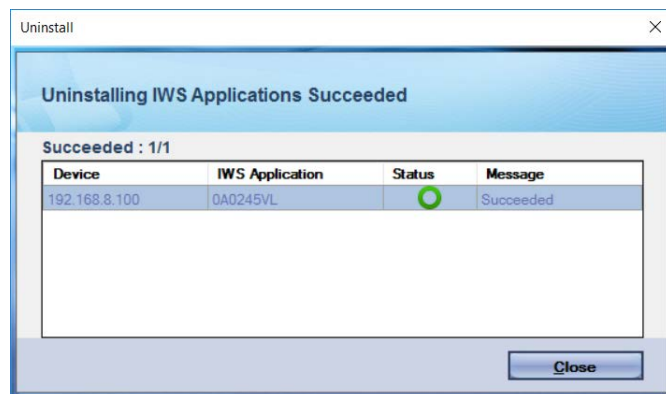 Uninstall
Uninstalling IWS Applications Succeeded
Succeeded : 1/1
Device IWS Application Status Message
192.168.8.100 0A0245VL Succeeded
Close